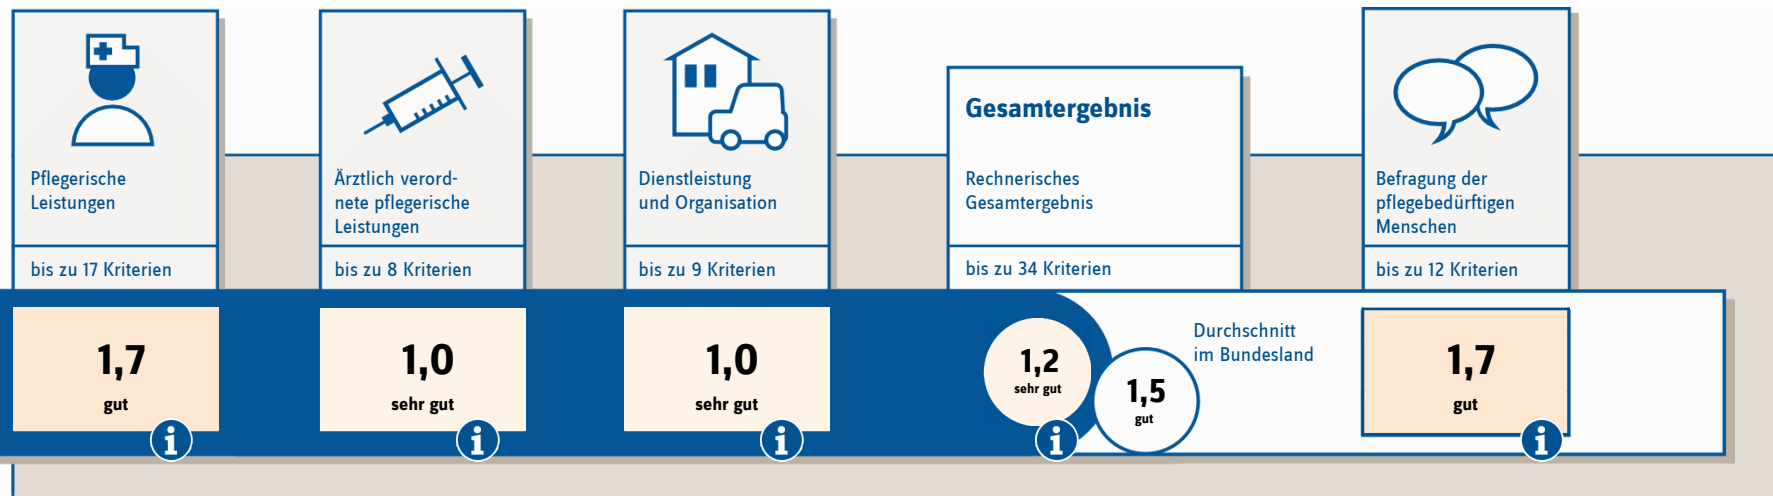 Pflegerische
Leistungen
bis zu 17 Kriterien
1,7
gut
Ärztlich verord-
nete pflegerische
Leistungen
bis zu 8 Kriterien
1,0
sehr gut
Dienstleistung
und Organisation
bis zu 9 Kriterien
1,0
sehr gut
Gesamtergebnis
Rechnerisches
Gesamtergebnis
bis zu 34 Kriterien
1,2
sehr gut
1,5
gut
Durchschnitt
im Bundesland
Befragung der
pflegebedürftigen
Menschen
bis zu 12 Kriterien
1,7
gut